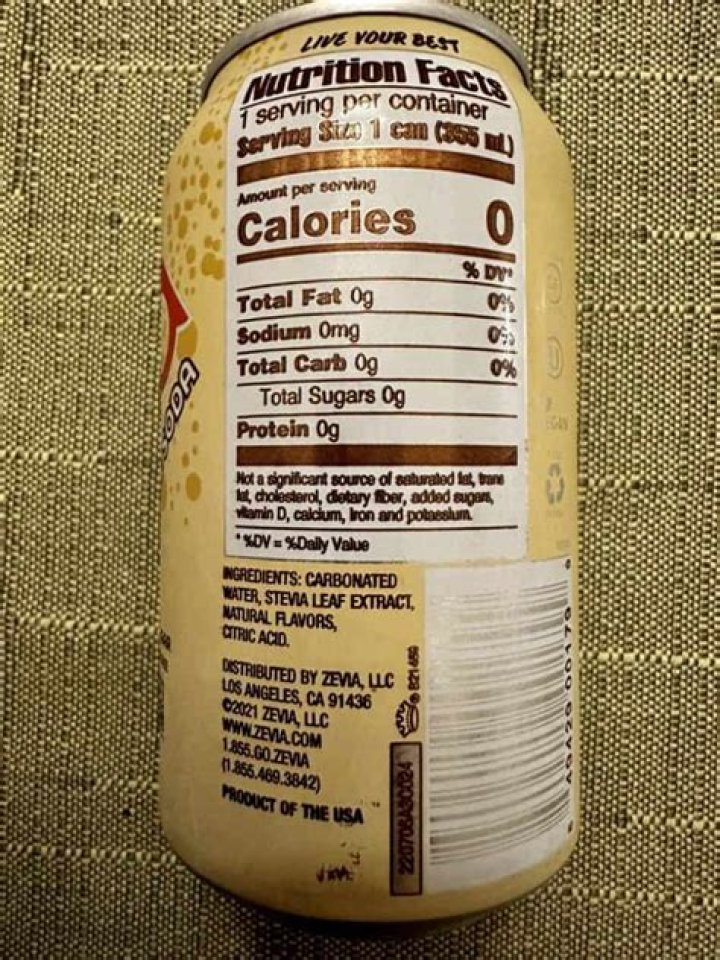 LIVE YOUR BEST
Nutrition Facts
1 serving per container
Serving Size 1 can (355 mL)
Amount per serving
Calories 0
% DV*
Total Fat 0g 0%
Sodium 0mg 0%
Total Carb 0g 0%
Total Sugars 0g
Protein 0g
Not a significant source of saturated fat, trans
fat, cholesterol, dietary fiber, added sugars,
vitamin D, calcium, iron and potassium.
*%DV = %Daily Value
INGREDIENTS: CARBONATED
WATER, STEVIA LEAF EXTRACT,
NATURAL FLAVORS,
CITRIC ACID.
DISTRIBUTED BY ZEVIA, LLC
LOS ANGELES, CA 91436
©2021 ZEVIA, LLC
WWW.ZEVIA.COM
1.855.GO.ZEVIA
(1.855.469.3842)
PRODUCT OF THE USA
SODA